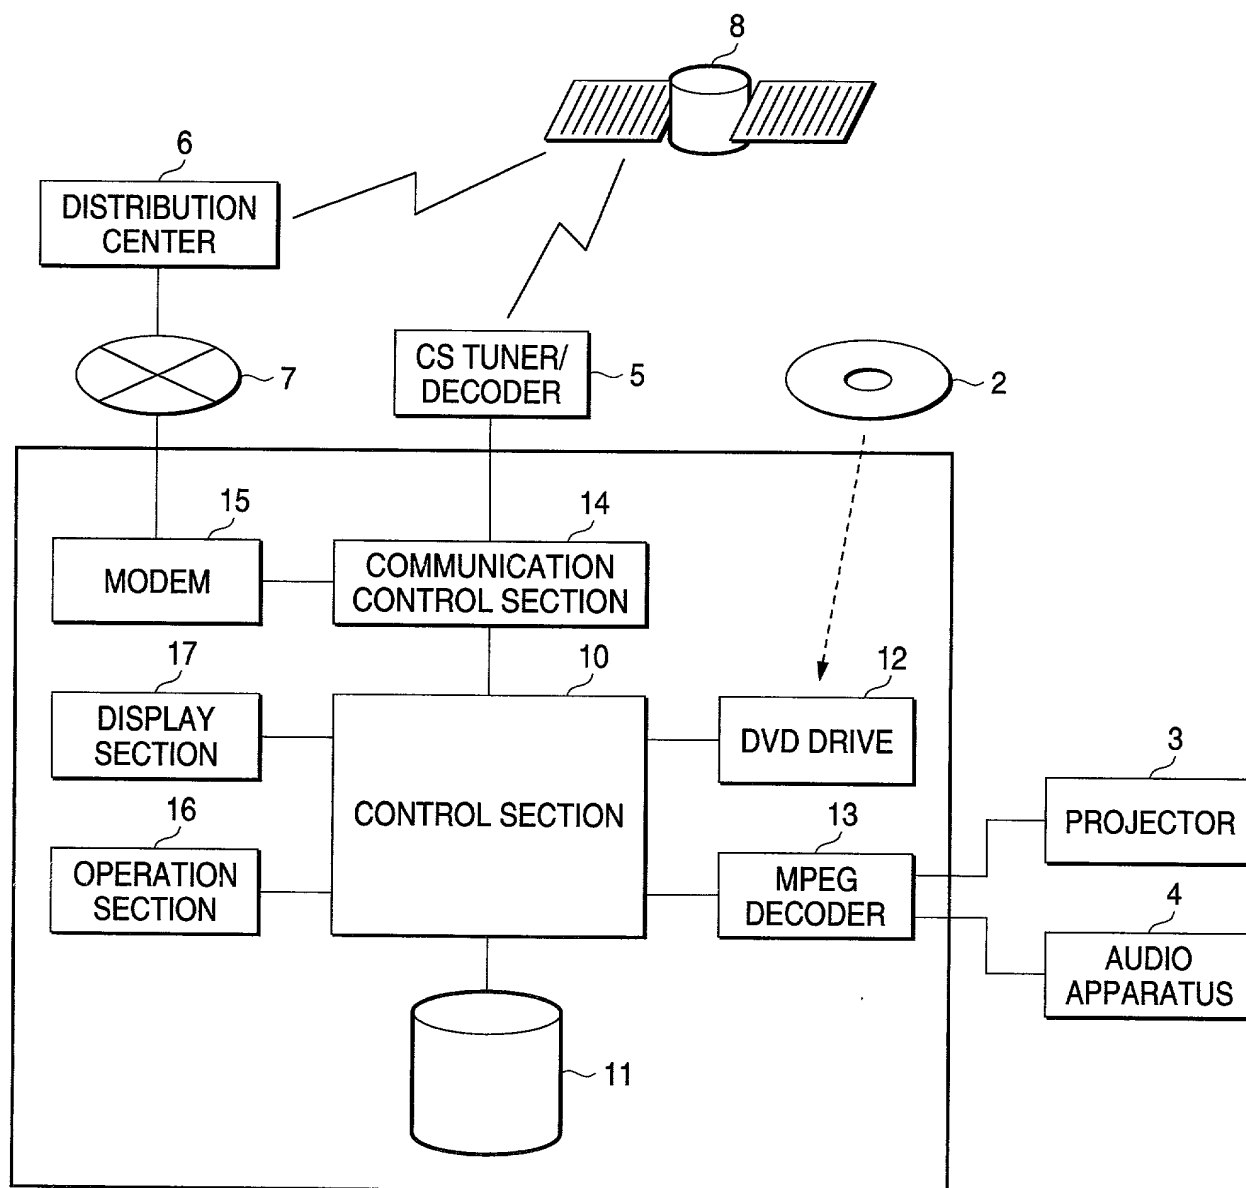 8
6
DISTRIBUTION
CENTER
7
CS TUNER/
DECODER
5
2
15
MODEM
14
COMMUNICATION
CONTROL SECTION
17
DISPLAY
SECTION
10
CONTROL SECTION
12
DVD DRIVE
16
OPERATION
SECTION
13
MPEG
DECODER
3
PROJECTOR
4
AUDIO
APPARATUS
11